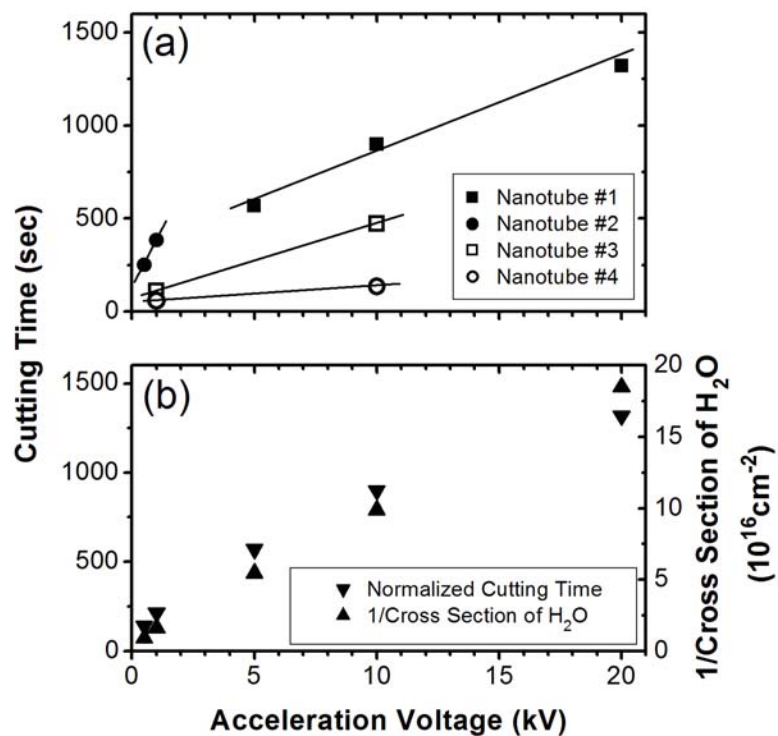 (a)
1500
1000
500
0
Nanotube #1
Nanotube #2
Nanotube #3
Nanotube #4
Cutting Time (sec)
(b)
1500
1000
500
0
Normalized Cutting Time
1/Cross Section of H₂O
20
15
10
5
0
1/Cross Section of H₂O
(10¹⁶cm⁻²)
0 5 10 15 20
Acceleration Voltage (kV)